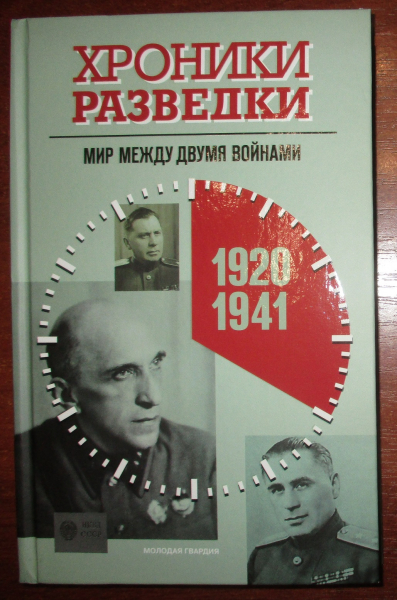 ХРОНИКИ
РАЗВЕДКИ
МИР МЕЖДУ ДВУМЯ ВОЙНАМИ
1920
1941
МОЛОДАЯ ГВАРДИЯ